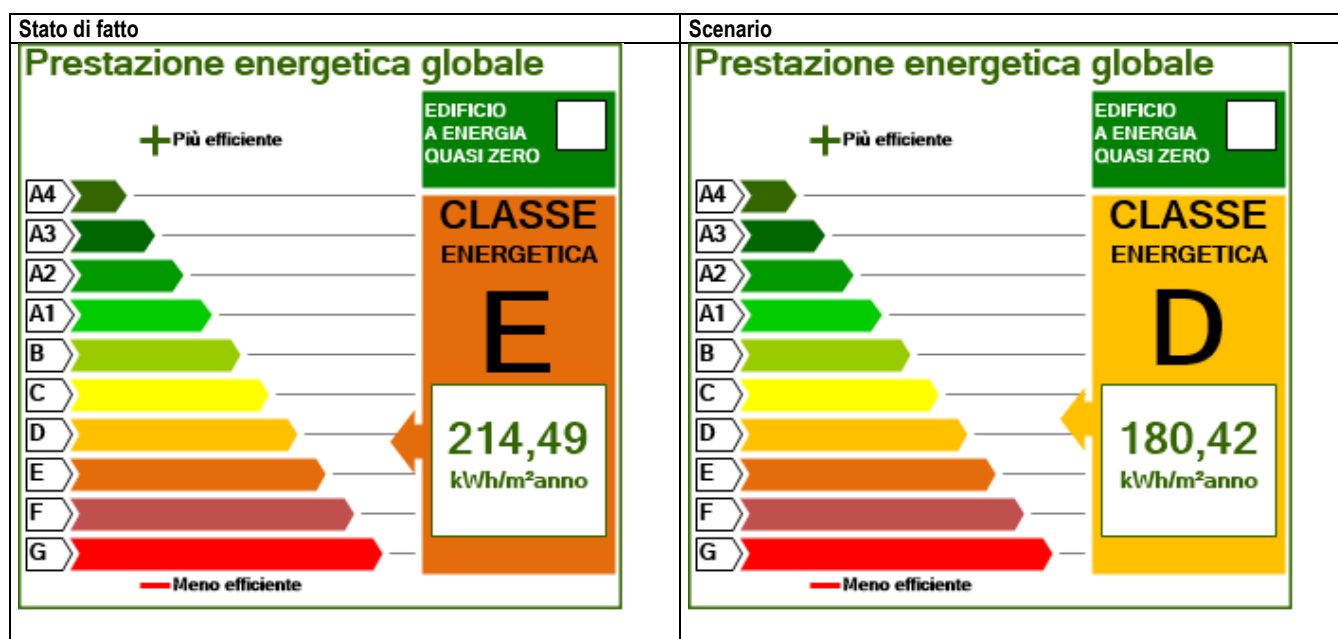 Stato di fatto
Prestazione energetica globale
EDIFICIO
A ENERGIA
QUASI ZERO
Più efficiente
A4
A3
A2
A1
B
C
D
E
F
G
CLASSE
ENERGETICA
E
214,49
kWh/m²anno
Meno efficiente
Scenario
Prestazione energetica globale
EDIFICIO
A ENERGIA
QUASI ZERO
Più efficiente
A4
A3
A2
A1
B
C
D
E
F
G
CLASSE
ENERGETICA
D
180,42
kWh/m²anno
Meno efficiente